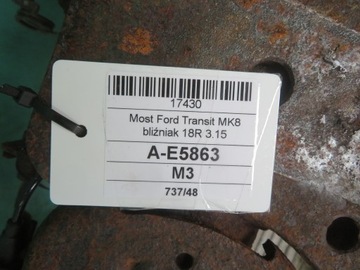 17430
Most Ford Transit MK8
bliźniak 18R 3.15
A-E5863
M3
737/48